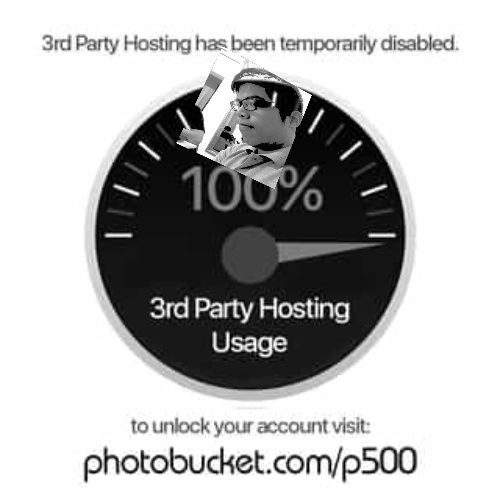 3rd Party Hosting has been temporarily disabled.
100%
3rd Party Hosting
Usage
to unlock your account visit:
photobucket.com/p500